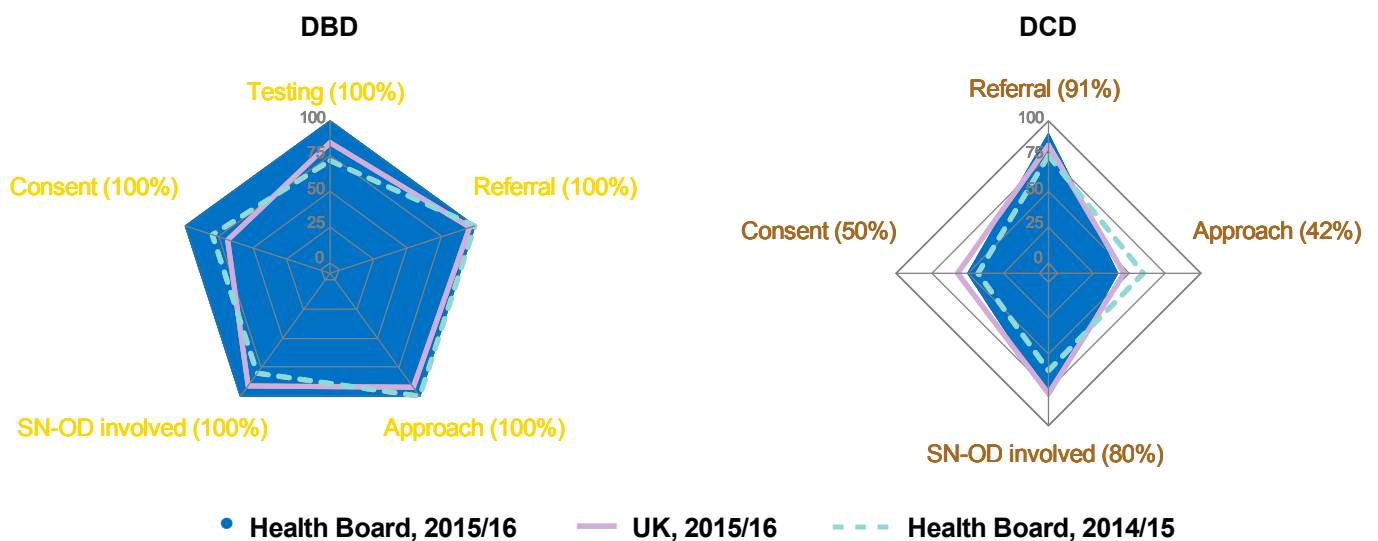 DBD
DCD
Testing (100%)
100
75
50
25
0
Consent (100%)
Referral (100%)
SN-OD involved (100%)
Approach (100%)
Referral (91%)
100
75
50
25
0
Consent (50%)
Approach (42%)
SN-OD involved (80%)
Health Board, 2015/16
UK, 2015/16
Health Board, 2014/15